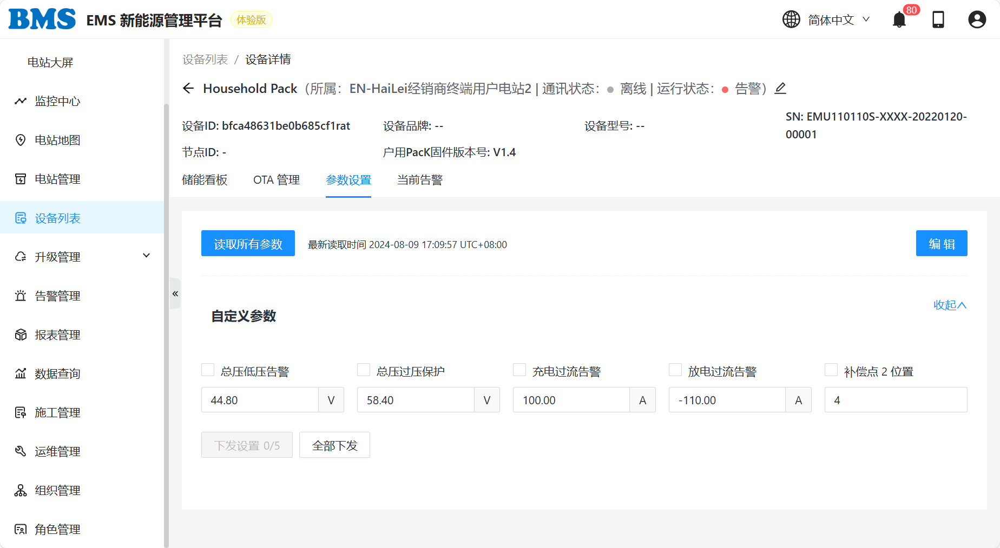 BMS EMS 新能源管理平台 体验版 简体中文 80
电站大屏
监控中心
电站地图
电站管理
设备列表
升级管理
告警管理
报表管理
数据查询
施工管理
运维管理
组织管理
角色管理
«
设备列表 / 设备详情
Household Pack（所属：EN-HaiLei经销商终端用户电站2 | 通讯状态： 离线 | 运行状态： 告警）
设备ID: bfca48631be0b685cf1rat 设备品牌: -- 设备型号: -- SN: EMU110110S-XXXX-20220120-
00001
节点ID: - 户用PacK固件版本号: V1.4
储能看板 OTA 管理 参数设置 当前告警
读取所有参数 最新读取时间 2024-08-09 17:09:57 UTC+08:00 编 辑
收起
自定义参数
总压低压告警 总压过压保护 充电过流告警 放电过流告警 补偿点 2 位置
44.80 V 58.40 V 100.00 A -110.00 A 4
下发设置 0/5 全部下发